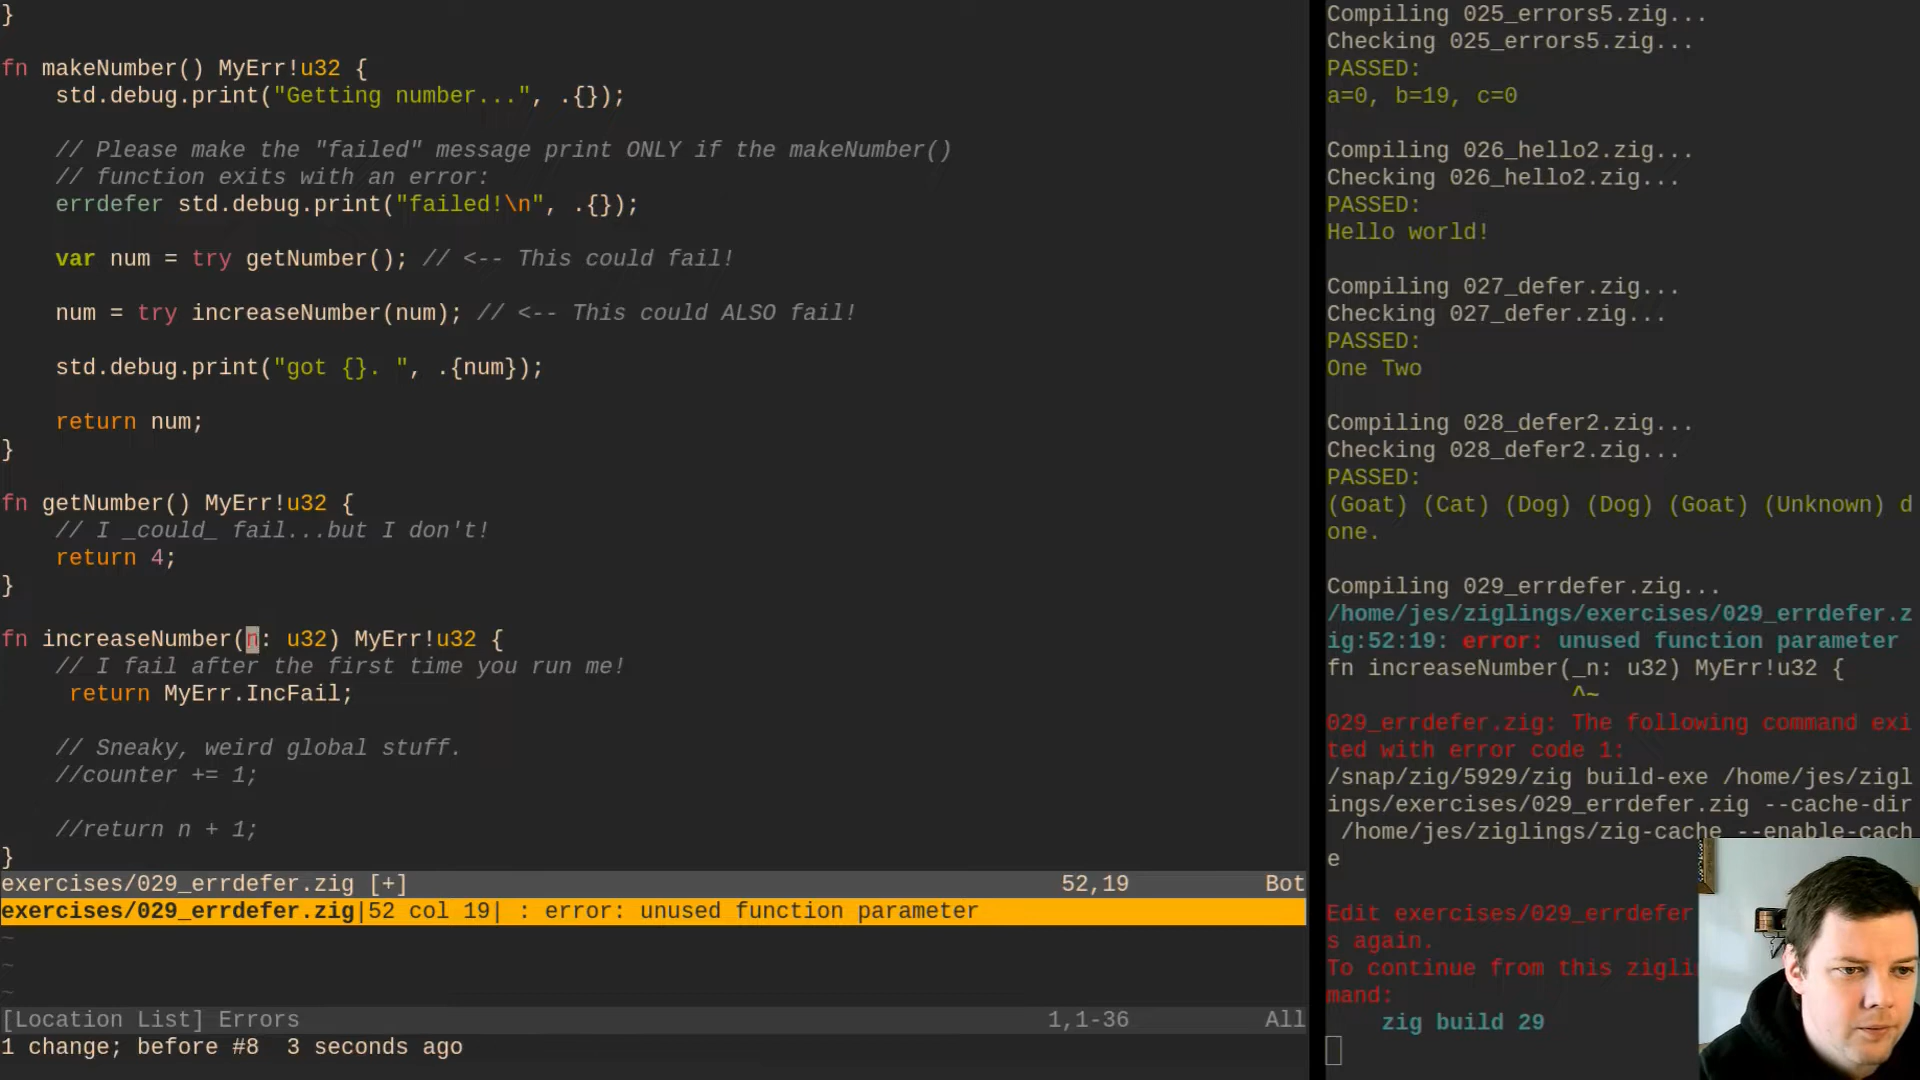 }
fn makeNumber() MyErr!u32 {
    std.debug.print("Getting number...", .{});
    // Please make the "failed" message print ONLY if the makeNumber()
    // function exits with an error:
    errdefer std.debug.print("failed!\n", .{});
    var num = try getNumber(); // <-- This could fail!
    num = try increaseNumber(num); // <-- This could ALSO fail!
    std.debug.print("got {}. ", .{num});
    return num;
}
fn getNumber() MyErr!u32 {
    // I _could_ fail...but I don't!
    return 4;
}
fn increaseNumber(n: u32) MyErr!u32 {
    // I fail after the first time you run me!
     return MyErr.IncFail;
    // Sneaky, weird global stuff.
    //counter += 1;
    //return n + 1;
}
exercises/029_errdefer.zig [+] 52,19 Bot
exercises/029_errdefer.zig|52 col 19| : error: unused function parameter
~
~
~
[Location List] Errors 1,1-36 All
1 change; before #8  3 seconds ago
Compiling 025_errors5.zig...
Checking 025_errors5.zig...
PASSED:
a=0, b=19, c=0
Compiling 026_hello2.zig...
Checking 026_hello2.zig...
PASSED:
Hello world!
Compiling 027_defer.zig...
Checking 027_defer.zig...
PASSED:
One Two
Compiling 028_defer2.zig...
Checking 028_defer2.zig...
PASSED:
(Goat) (Cat) (Dog) (Dog) (Goat) (Unknown) d
one.
Compiling 029_errdefer.zig...
/home/jes/ziglings/exercises/029_errdefer.z
ig:52:19: error: unused function parameter
fn increaseNumber(_n: u32) MyErr!u32 {
                  ^~
029_errdefer.zig: The following command exi
ted with error code 1:
/snap/zig/5929/zig build-exe /home/jes/zigl
ings/exercises/029_errdefer.zig --cache-dir
 /home/jes/ziglings/zig-cache --enable-cach
e
Edit exercises/029_errdefer
s again.
To continue from this zigli
mand:
    zig build 29